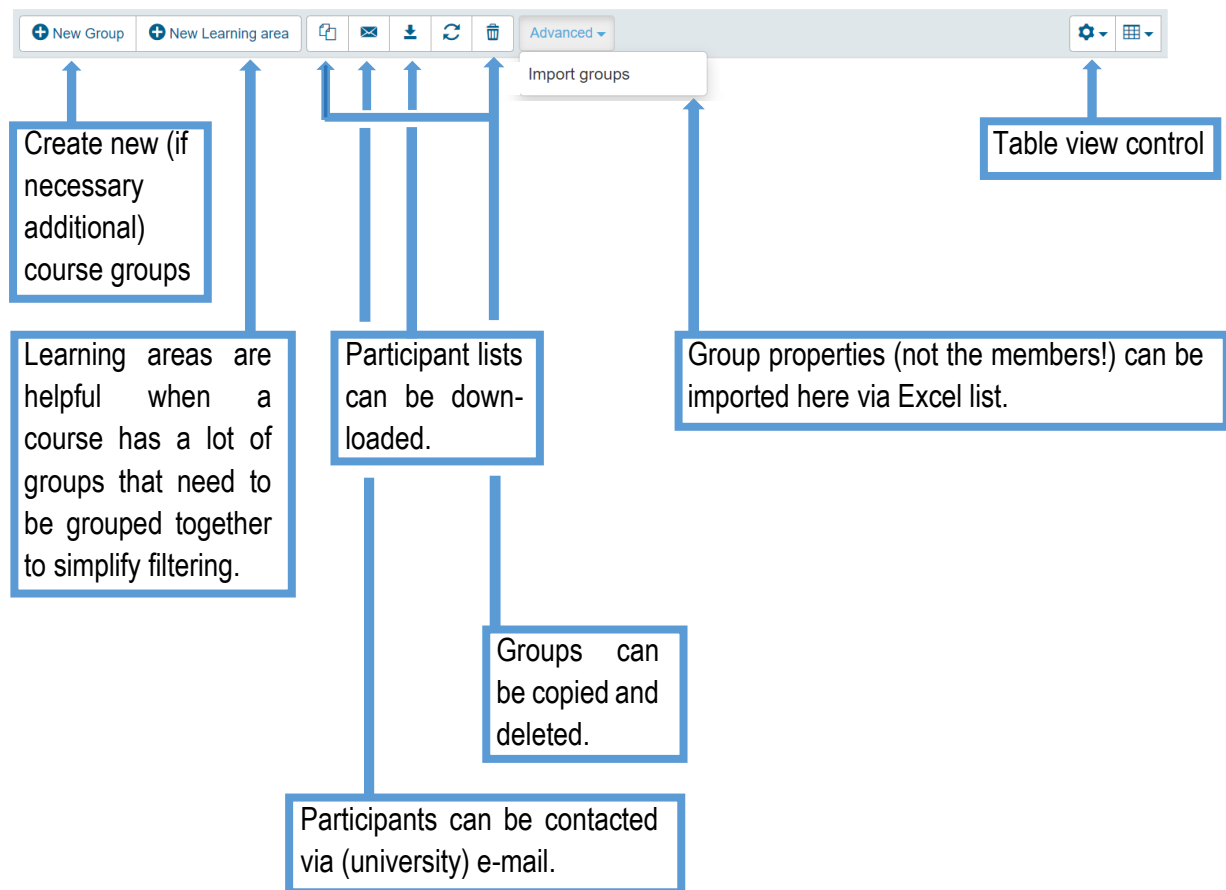 New Group New Learning area Advanced
Import groups
Create new (if
necessary
additional)
course groups
Table view control
Learning areas are
helpful when a
course has a lot of
groups that need to
be grouped together
to simplify filtering.
Participant lists
can be down-
loaded.
Group properties (not the members!) can be
imported here via Excel list.
Groups can
be copied and
deleted.
Participants can be contacted
via (university) e-mail.